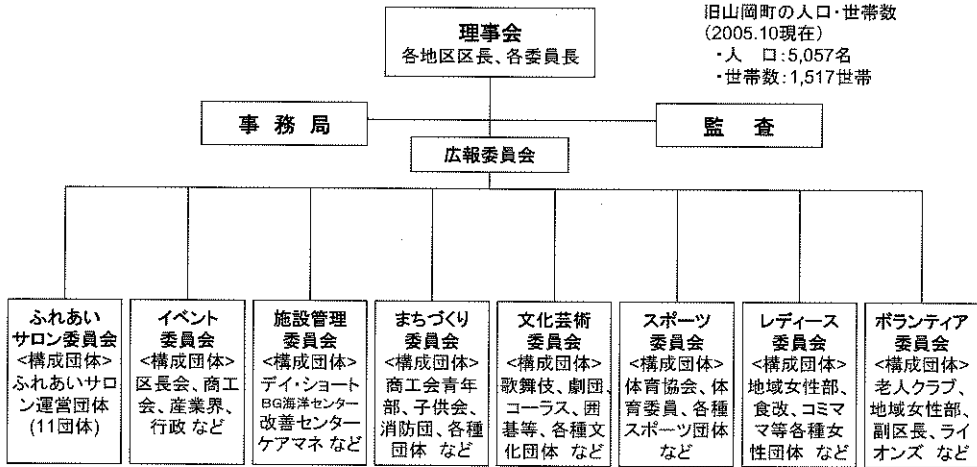 理事会
各地区区長、各委員長
旧山岡町の人口・世帯数
(2005.10現在)
・人　口:5,057名
・世帯数:1,517世帯
事 務 局
監　査
広報委員会
ふれあい
サロン委員会
<構成団体>
ふれあいサロ
ン運営団体
(11団体)
イベント
委員会
<構成団体>
区長会、商工
会、産業界、
行政 など
施設管理
委員会
<構成団体>
デイ・ショート
BG海洋センター
改善センター
ケアマネ など
まちづくり
委員会
<構成団体>
商工会青年
部、子供会、
消防団、各種
団体 など
文化芸術
委員会
<構成団体>
歌舞伎、劇団、
コーラス、囲
碁等、各種文
化団体 など
スポーツ
委員会
<構成団体>
体育協会、体
育委員、各種
スポーツ団体
など
レディース
委員会
<構成団体>
地域女性部、
食改、コミマ
マ等各種女
性団体 など
ボランティア
委員会
<構成団体>
老人クラブ、
地域女性部、
副区長、ライ
オンズ など